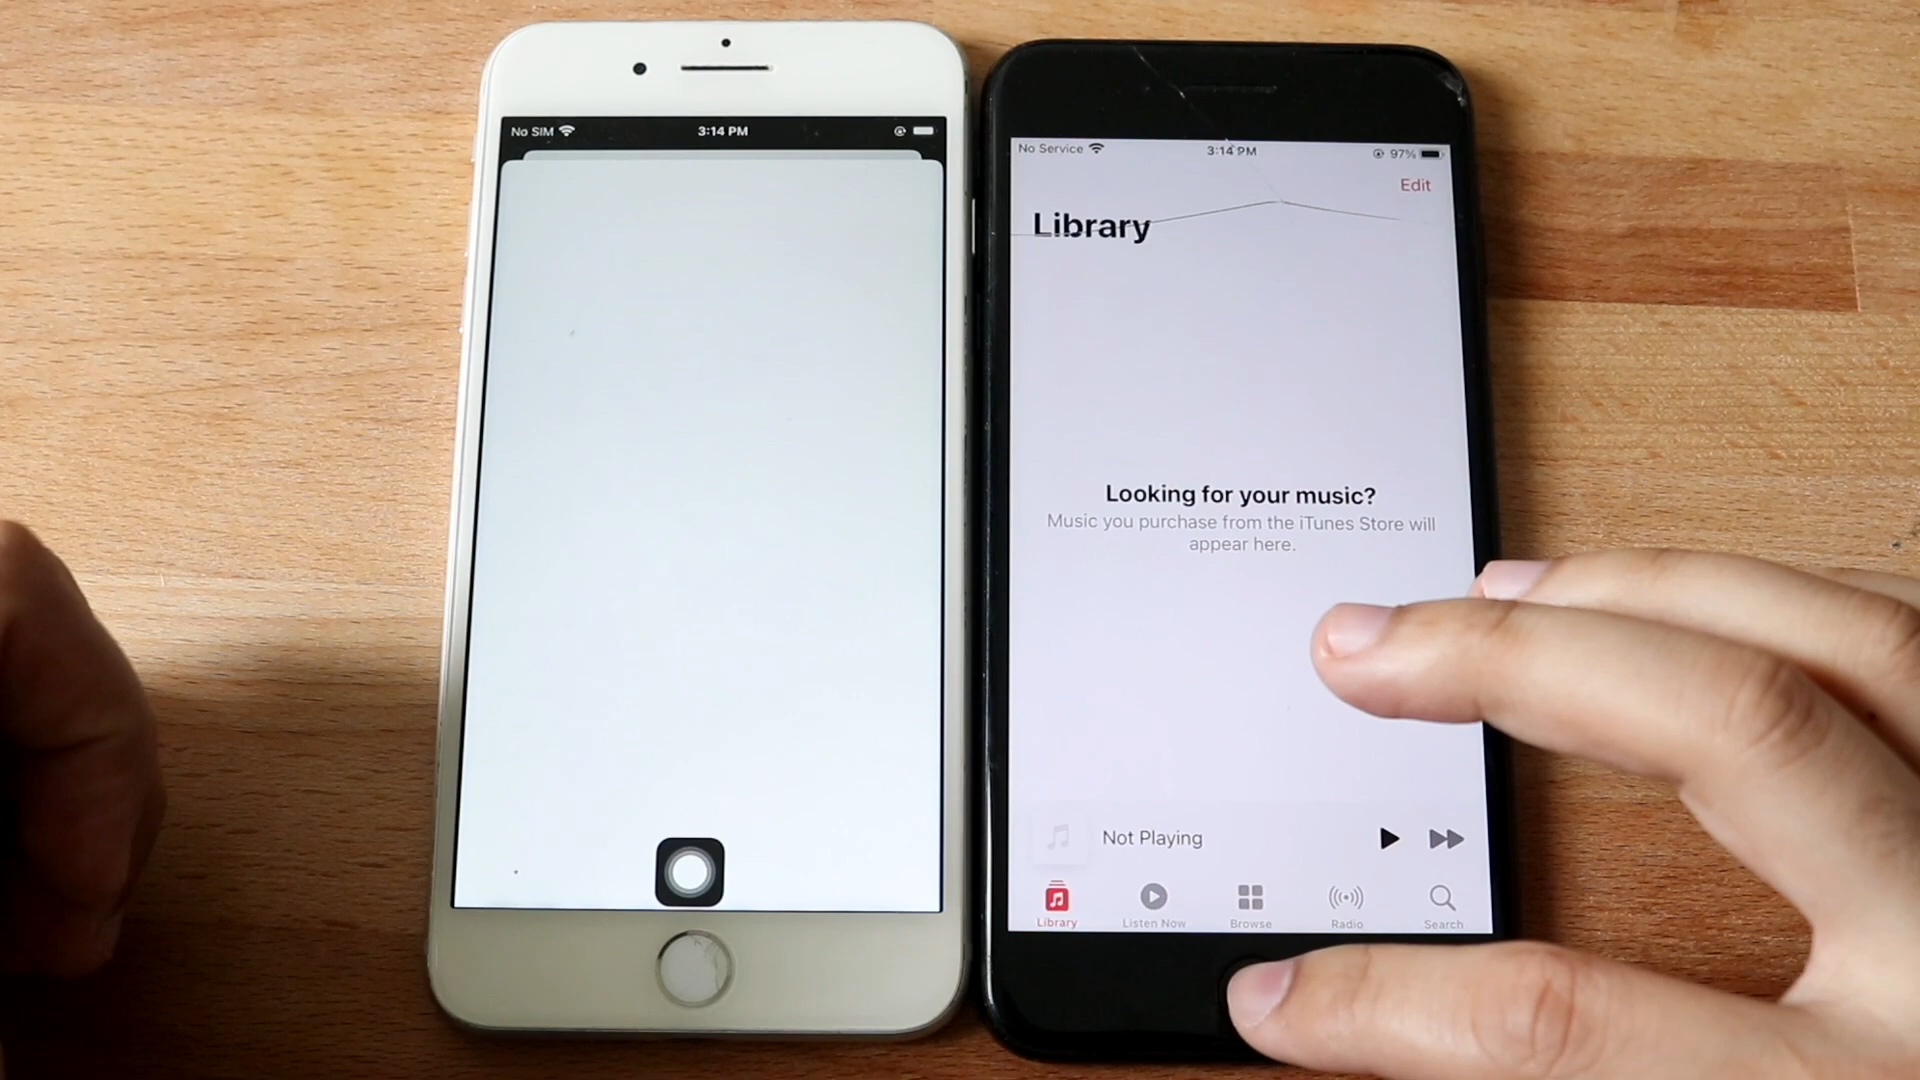 No SIM
3:14 PM
No Service
3:14 PM
97%
Edit
Library
Looking for your music?
Music you purchase from the iTunes Store will
appear here.
Not Playing
Library
Listen Now
Browse
Radio
Search